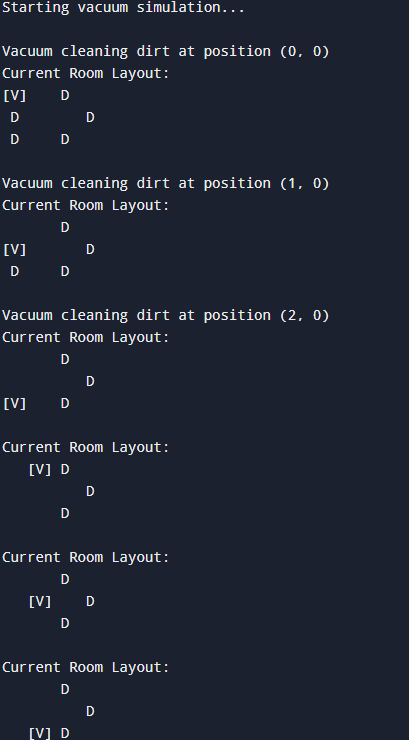 Starting vacuum simulation...

Vacuum cleaning dirt at position (0, 0)
Current Room Layout:
[V]    D
 D        D
 D     D

Vacuum cleaning dirt at position (1, 0)
Current Room Layout:
       D
[V]       D
 D     D

Vacuum cleaning dirt at position (2, 0)
Current Room Layout:
       D
          D
[V]    D

Current Room Layout:
   [V] D
          D
       D

Current Room Layout:
       D
   [V]    D
       D

Current Room Layout:
       D
          D
   [V] D